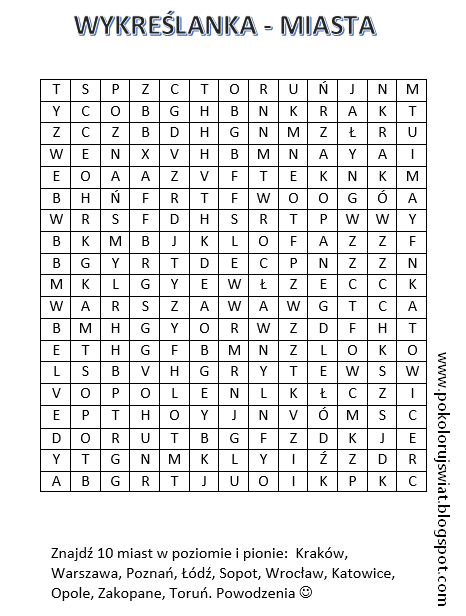 WYKREŚLANKA - MIASTA
T S P Z C T O R U Ń J N M
Y C O B G H B N K R A K T
Z C Z B D H G N M Z Ł R U
W E N X V H B M N A Y A I
E O A A Z V F T E K N K M
B H Ń F R T F W O O G Ó A
W R S F D H S R T P W W Y
B K M B J K L O F A Z Z F
B G Y R T D E C P N Z Z N
M K L G Y E W Ł Z E C C K
W A R S Z A W A W G T C A
B M H G Y O R W Z D F H T
E T H G F B M N Z L O K O
L S B V H G R Y T E W S W
V O P O L E N L K Ł C Z I
E P T H O Y J N V Ó M S C
D O R U T B G F Z D K J E
Y T G N M K L Y I Ź Z D R
A B G R T J U O I K P K C
Znajdź 10 miast w poziomie i pionie: Kraków,
Warszawa, Poznań, Łódź, Sopot, Wrocław, Katowice,
Opole, Zakopane, Toruń. Powodzenia ☺
www.pokolorujswiat.blogspot.com